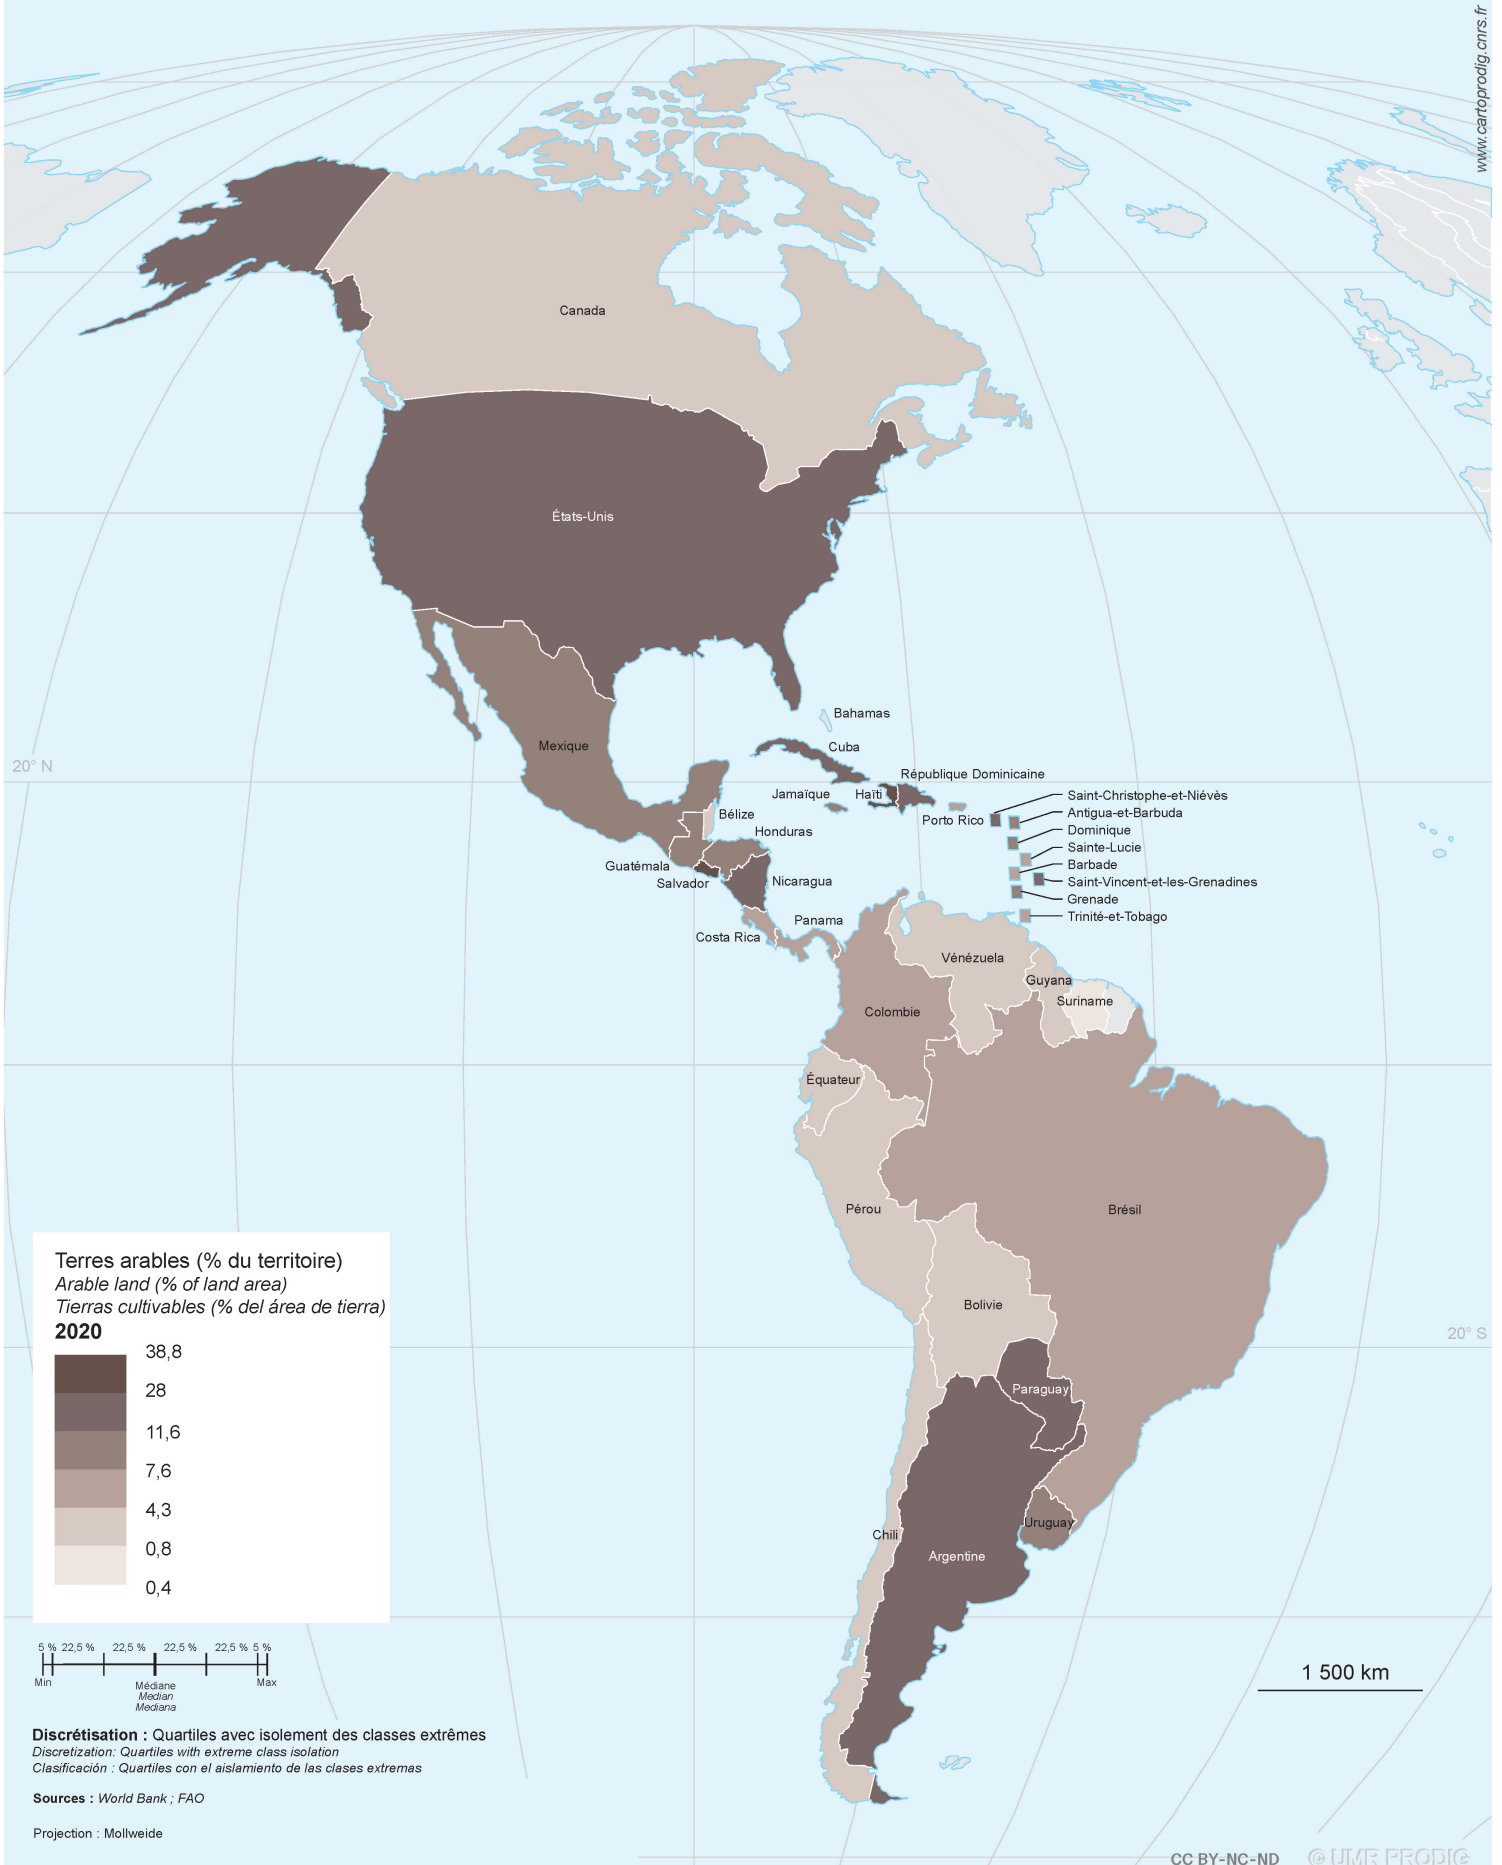 www.cartoprodig.cnrs.fr
Canada
États-Unis
Bahamas
Mexique
Cuba
20° N
République Dominicaine
Jamaïque
Haïti
Saint-Christophe-et-Niévès
Antigua-et-Barbuda
Bélize
Porto Rico
Dominique
Honduras
Sainte-Lucie
Guatémala
Barbade
Salvador
Nicaragua
Saint-Vincent-et-les-Grenadines
Grenade
Panama
Trinité-et-Tobago
Costa Rica
Vénézuela
Guyana
Suriname
Colombie
Équateur
Pérou
Brésil
Bolivie
20° S
Paraguay
Uruguay
Chili
Argentine
Terres arables (% du territoire)
Arable land (% of land area)
Tierras cultivables (% del área de tierra)
2020
38,8
28
11,6
7,6
4,3
0,8
0,4
5 % 22,5 % 22,5 % 22,5 % 22,5 % 5 %
Min Médiane Max
Median
Mediana
1 500 km
Discrétisation : Quartiles avec isolement des classes extrêmes
Discretization: Quartiles with extreme class isolation
Clasificación : Quartiles con el aislamiento de las clases extremas
Sources : World Bank ; FAO
Projection : Mollweide
CC BY-NC-ND © UMR PRODIG